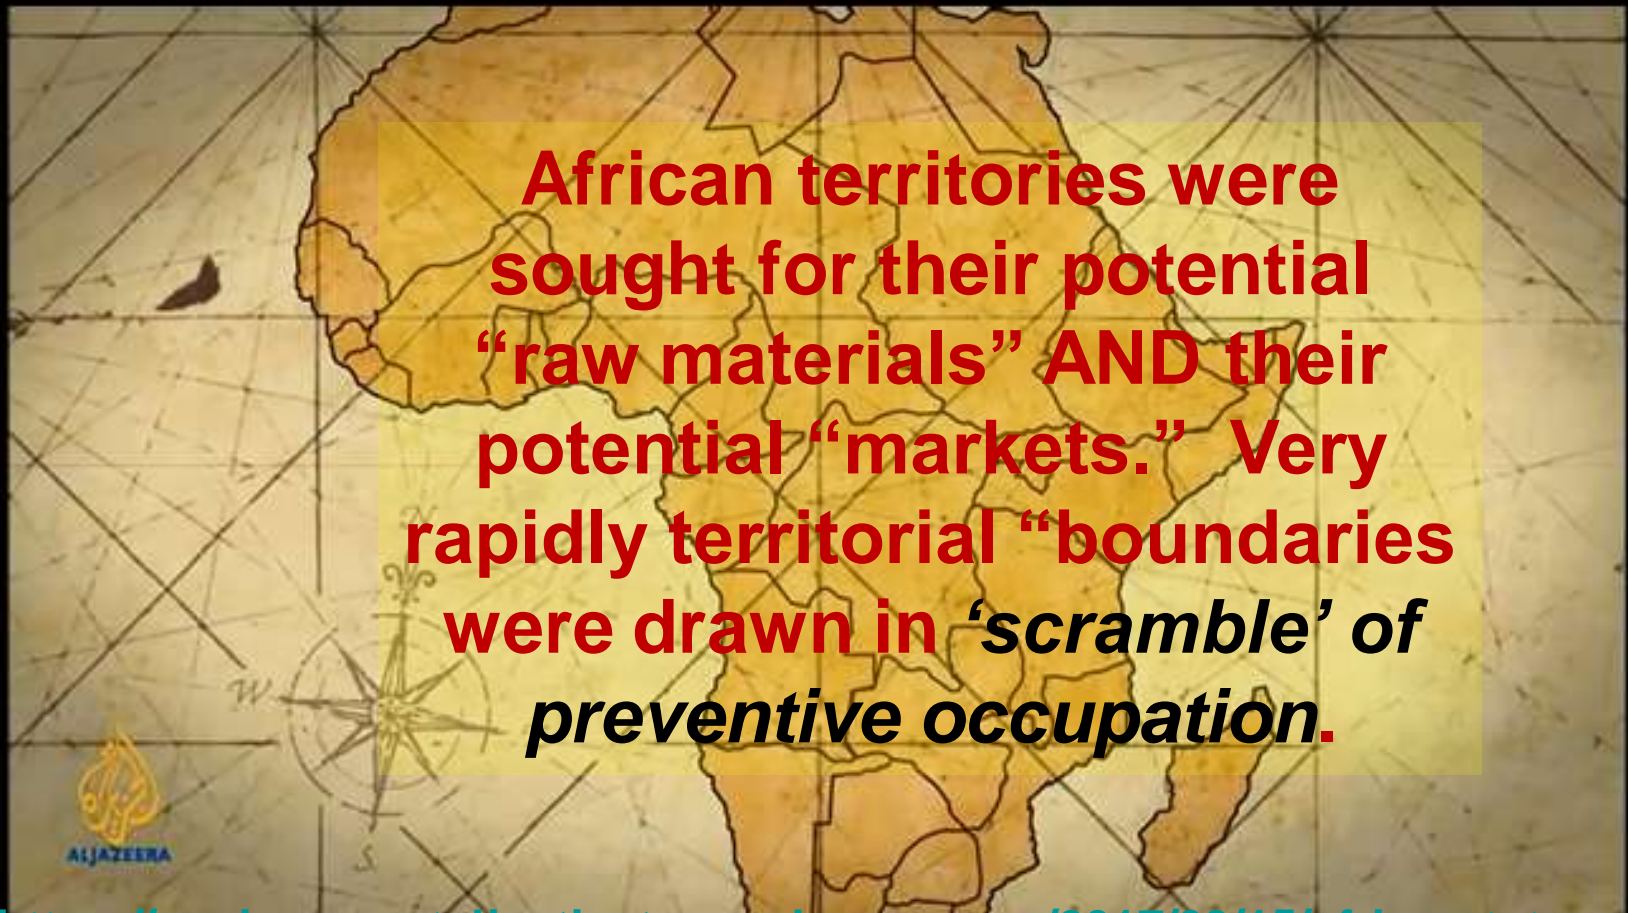 African territories were
sought for their potential
“raw materials” AND their
potential “markets.”  Very
rapidly territorial “boundaries
were drawn in ‘scramble’ of
preventive occupation.
N
W
S
ALJAZEERA